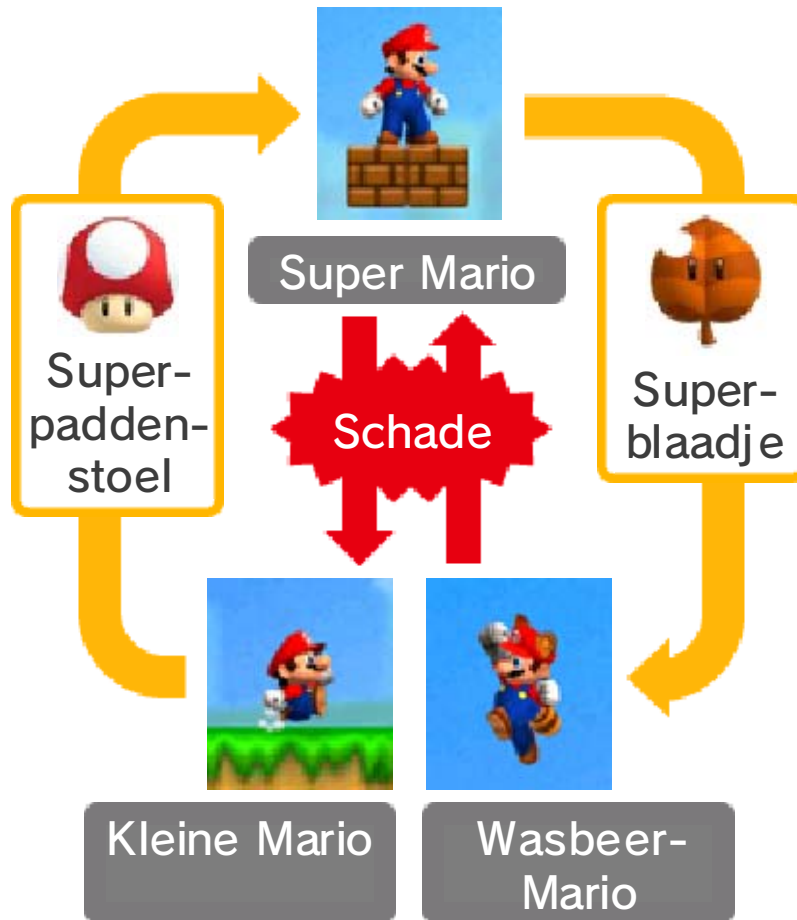 Super Mario
Super-
padden-
stoel
Super-
blaadje
Schade
Kleine Mario
Wasbeer-
Mario